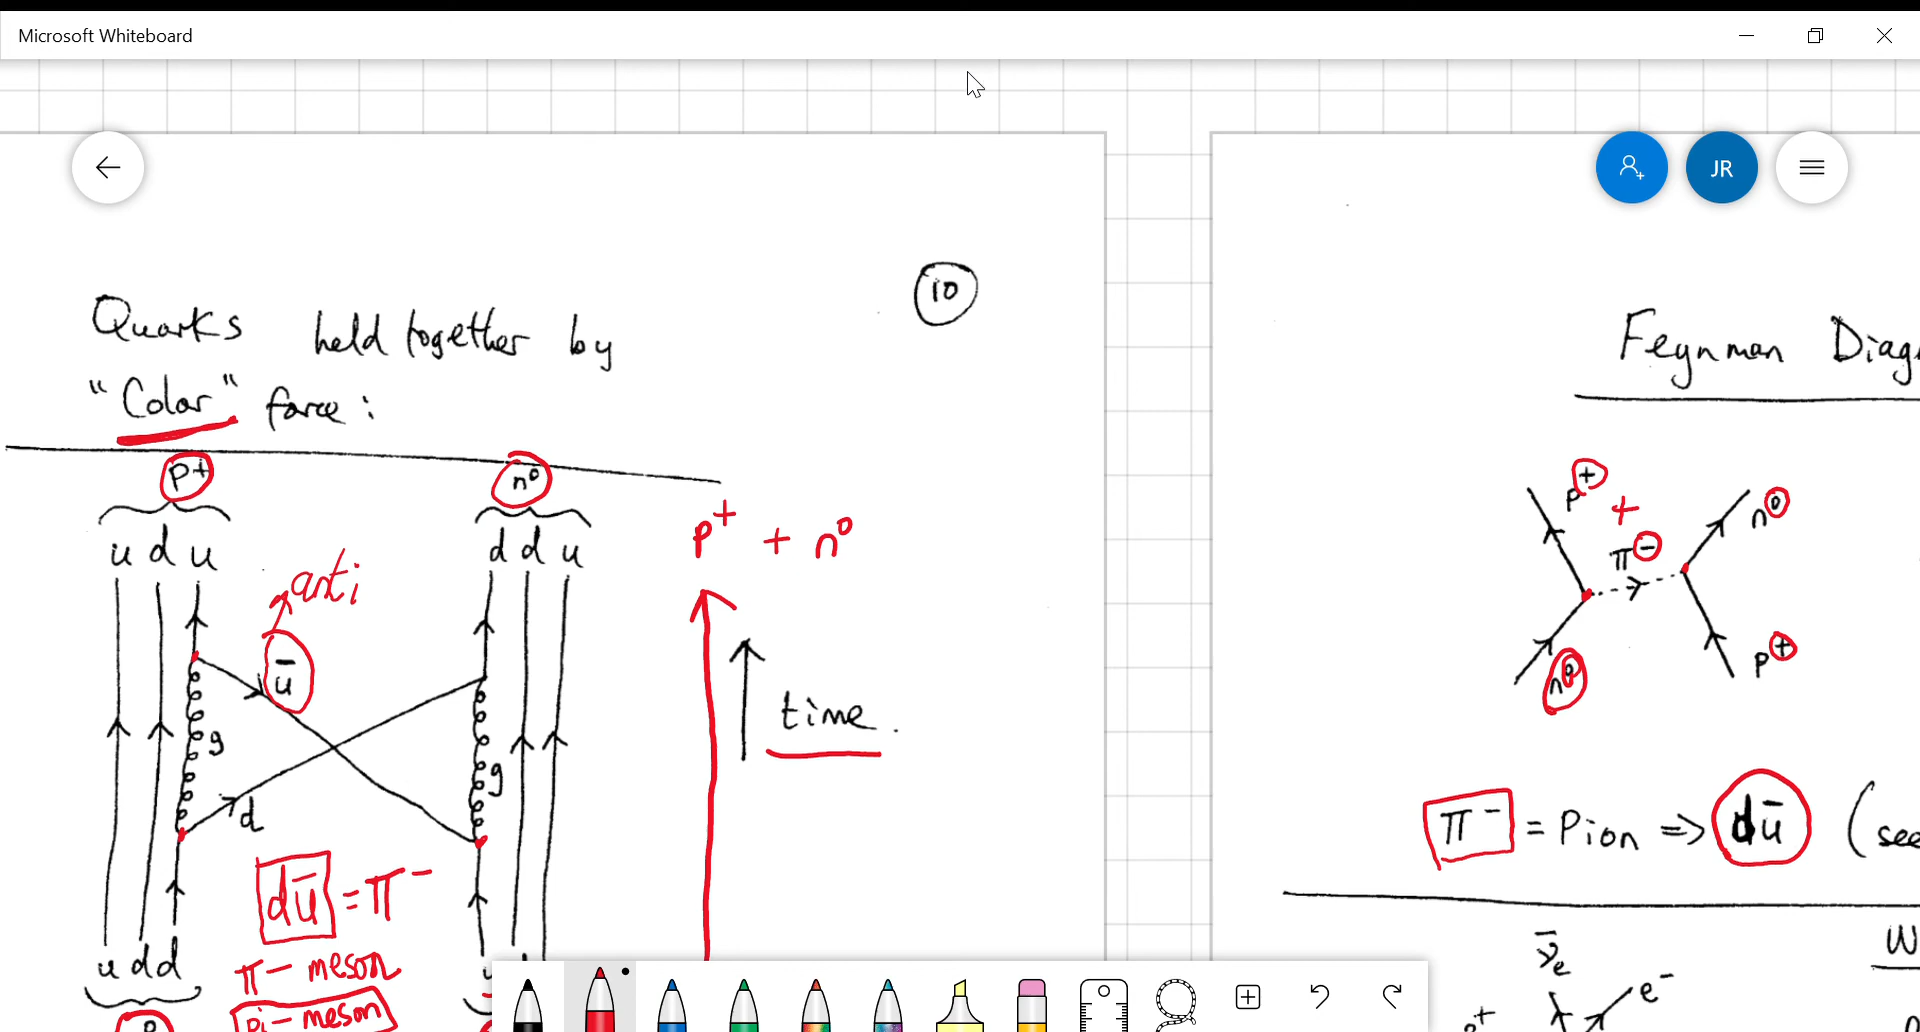 Microsoft Whiteboard
JR
10
Quarks held together by
"Color" force:
p⁺ n⁰
u d u d d u
p⁺ + n⁰
anti
ū
g
g
d
time.
dū = π⁻
u d d
π - meson
Pi - meson
Feynman
p⁺ + n⁰
π⁻
n⁰ p⁺
π⁻ = Pion => dū (see
ν̄e
e⁻